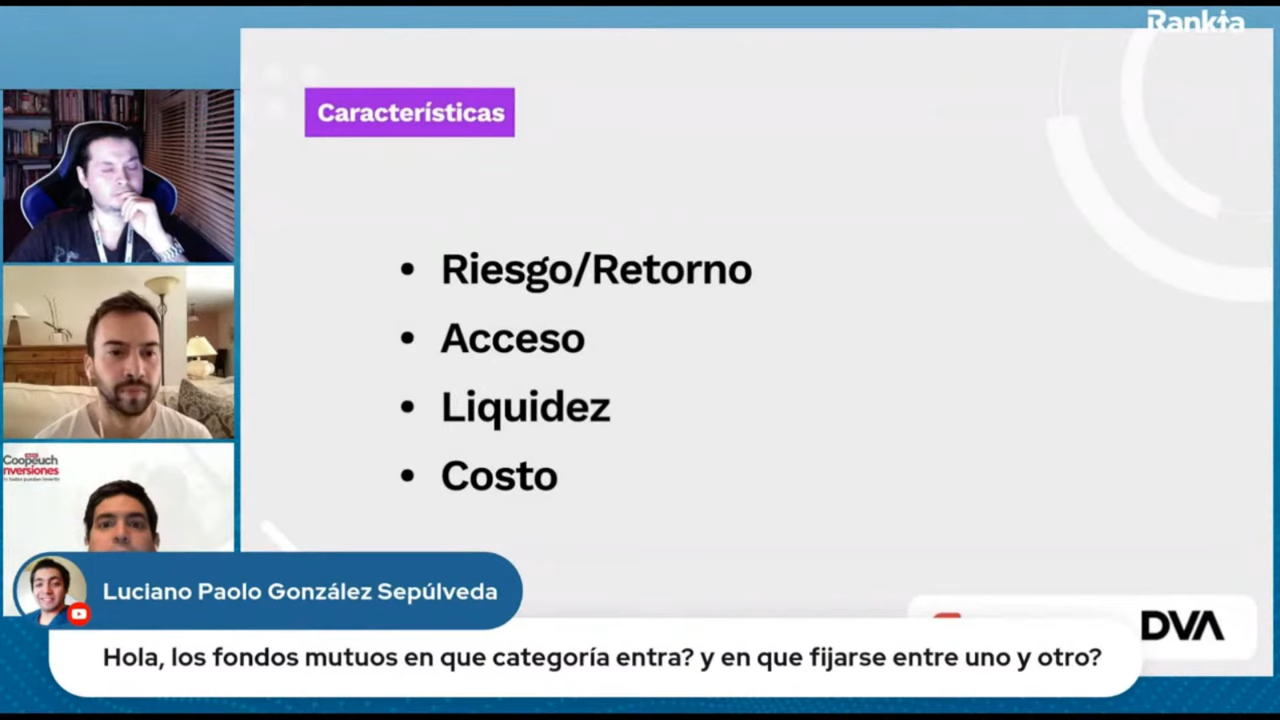 Rankia
Características
• Riesgo/Retorno
• Acceso
• Liquidez
• Costo
Coopeuch
nversiones
DVA
Luciano Paolo González Sepúlveda
Hola, los fondos mutuos en que categoría entra? y en que fijarse entre uno y otro?